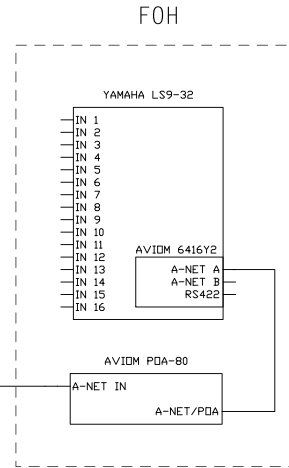 FOH
YAMAHA LS9-32
IN 1
IN 2
IN 3
IN 4
IN 5
IN 6
IN 7
IN 8
IN 9
IN 10
IN 11
IN 12
IN 13
IN 14
IN 15
IN 16
AVIOM 6416Y2
A-NET A
A-NET B
RS422
AVIOM POA-80
A-NET IN
A-NET/POA